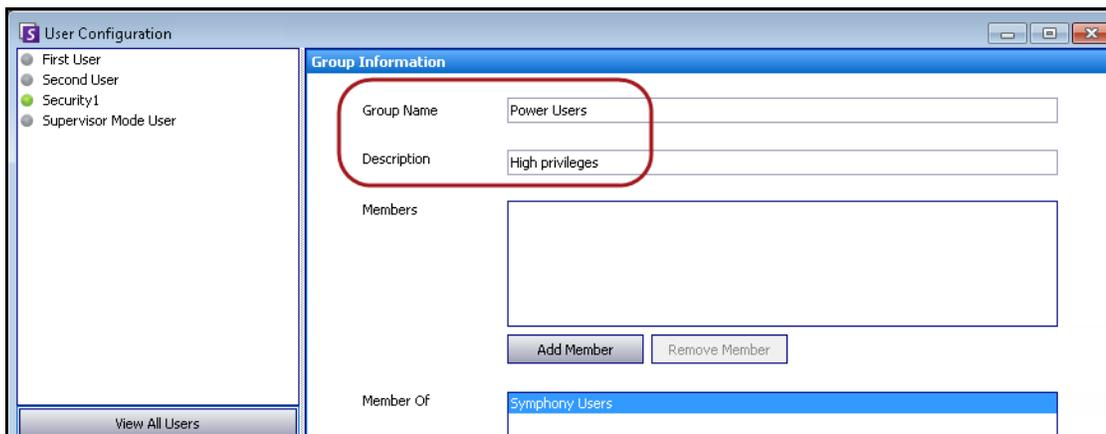 User Configuration
First User
Second User
Security1
Supervisor Mode User
View All Users
Group Information
Group Name
Power Users
Description
High privileges
Members
Add Member
Remove Member
Member Of
Symphony Users